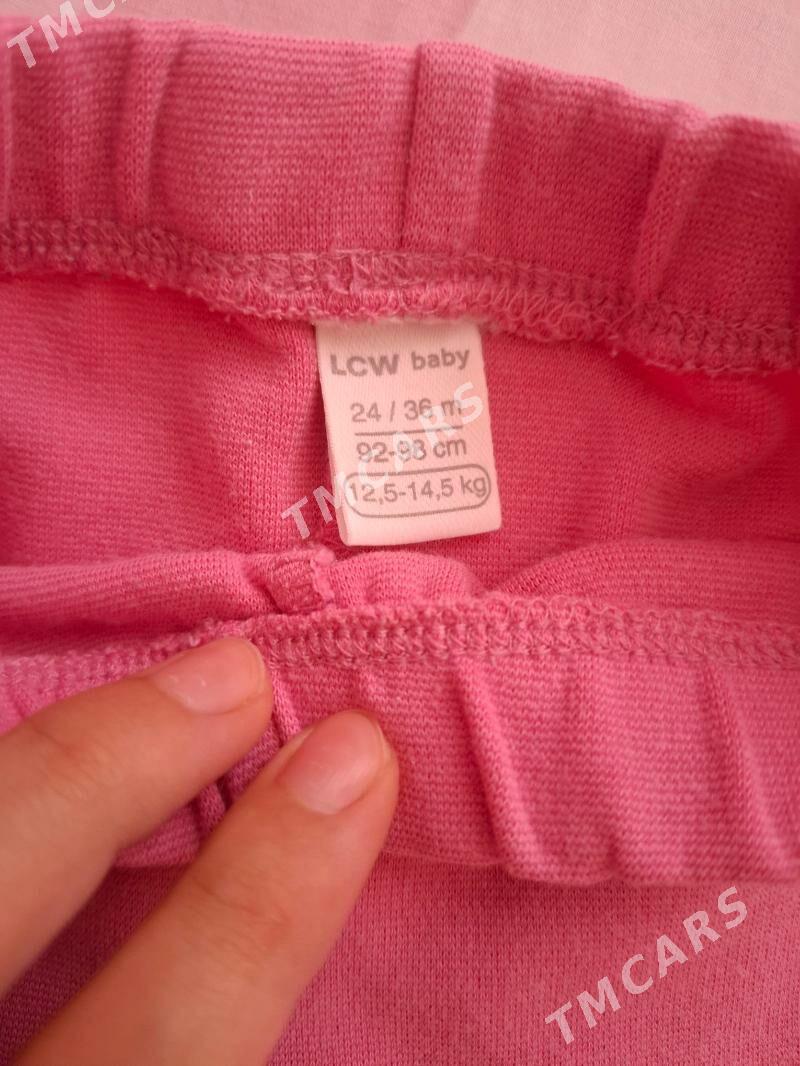 TMCARS
LCW baby
24 / 36 m
92-98 cm
12,5-14,5 kg
TMCARS
TMCARS